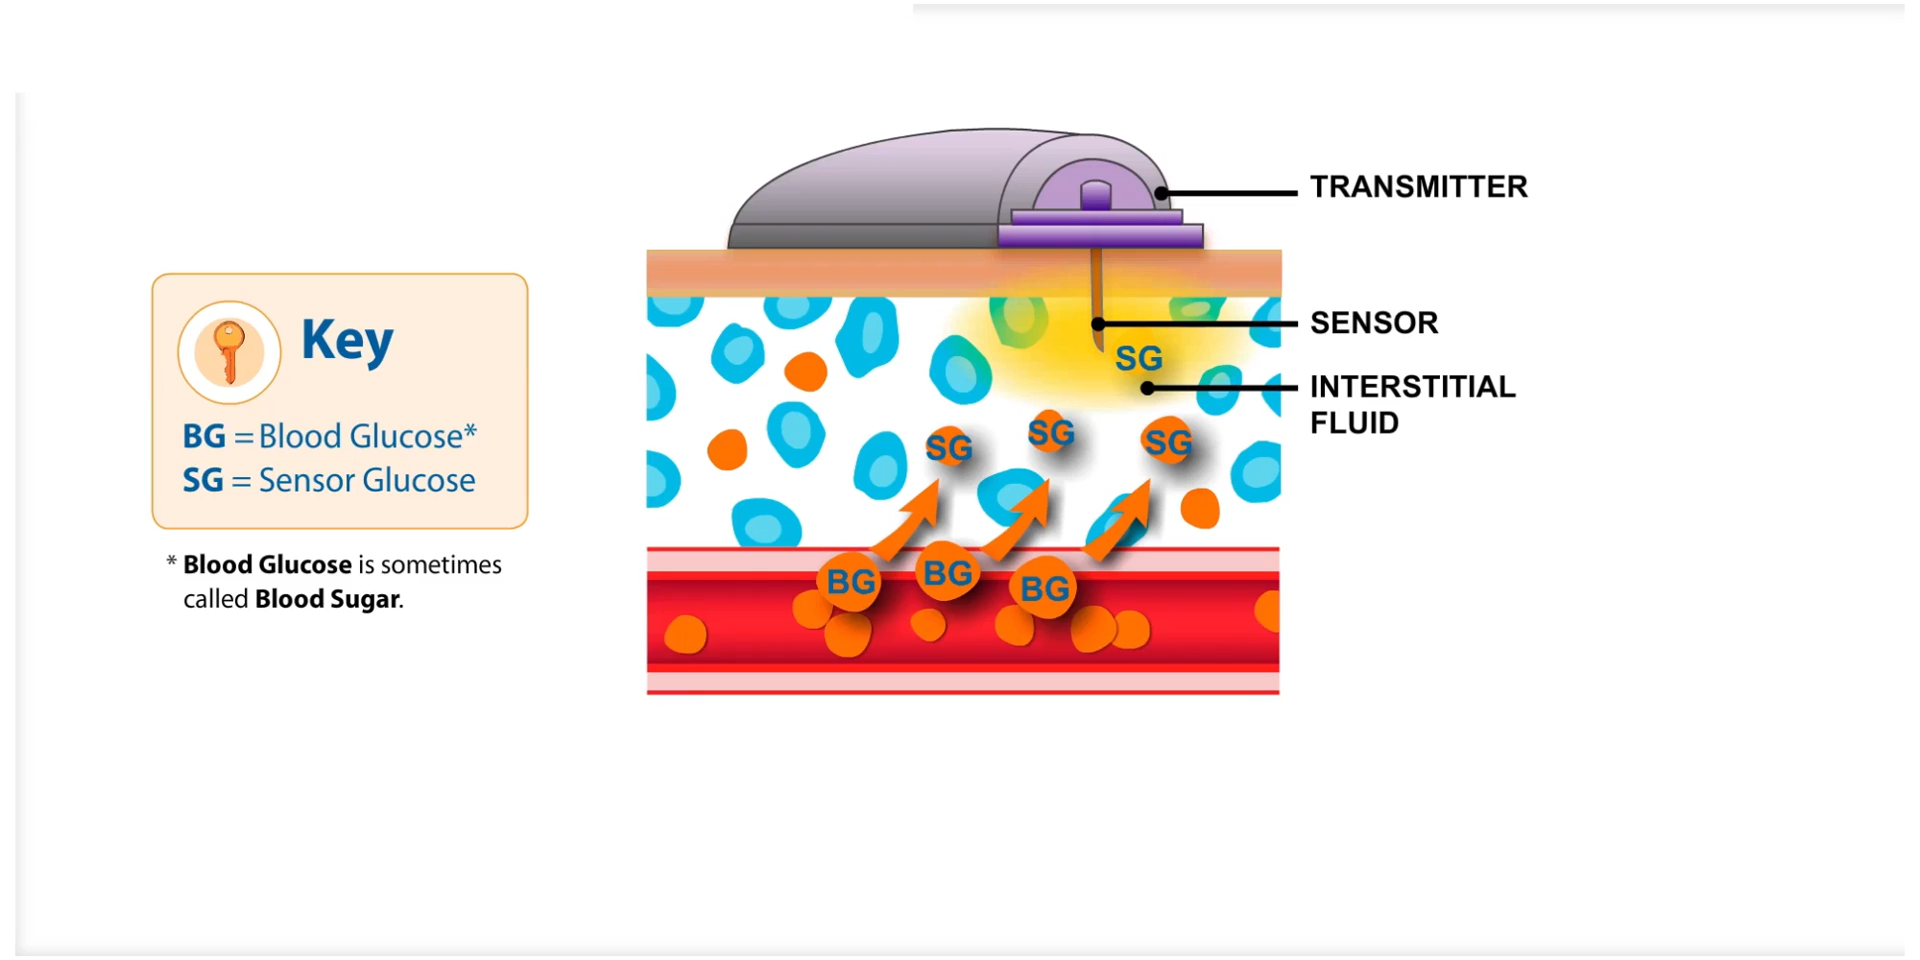 TRANSMITTER
SENSOR
SG
INTERSTITIAL
FLUID
Key
BG = Blood Glucose*
SG = Sensor Glucose
* Blood Glucose is sometimes
called Blood Sugar.
SG
SG
SG
BG
BG
BG